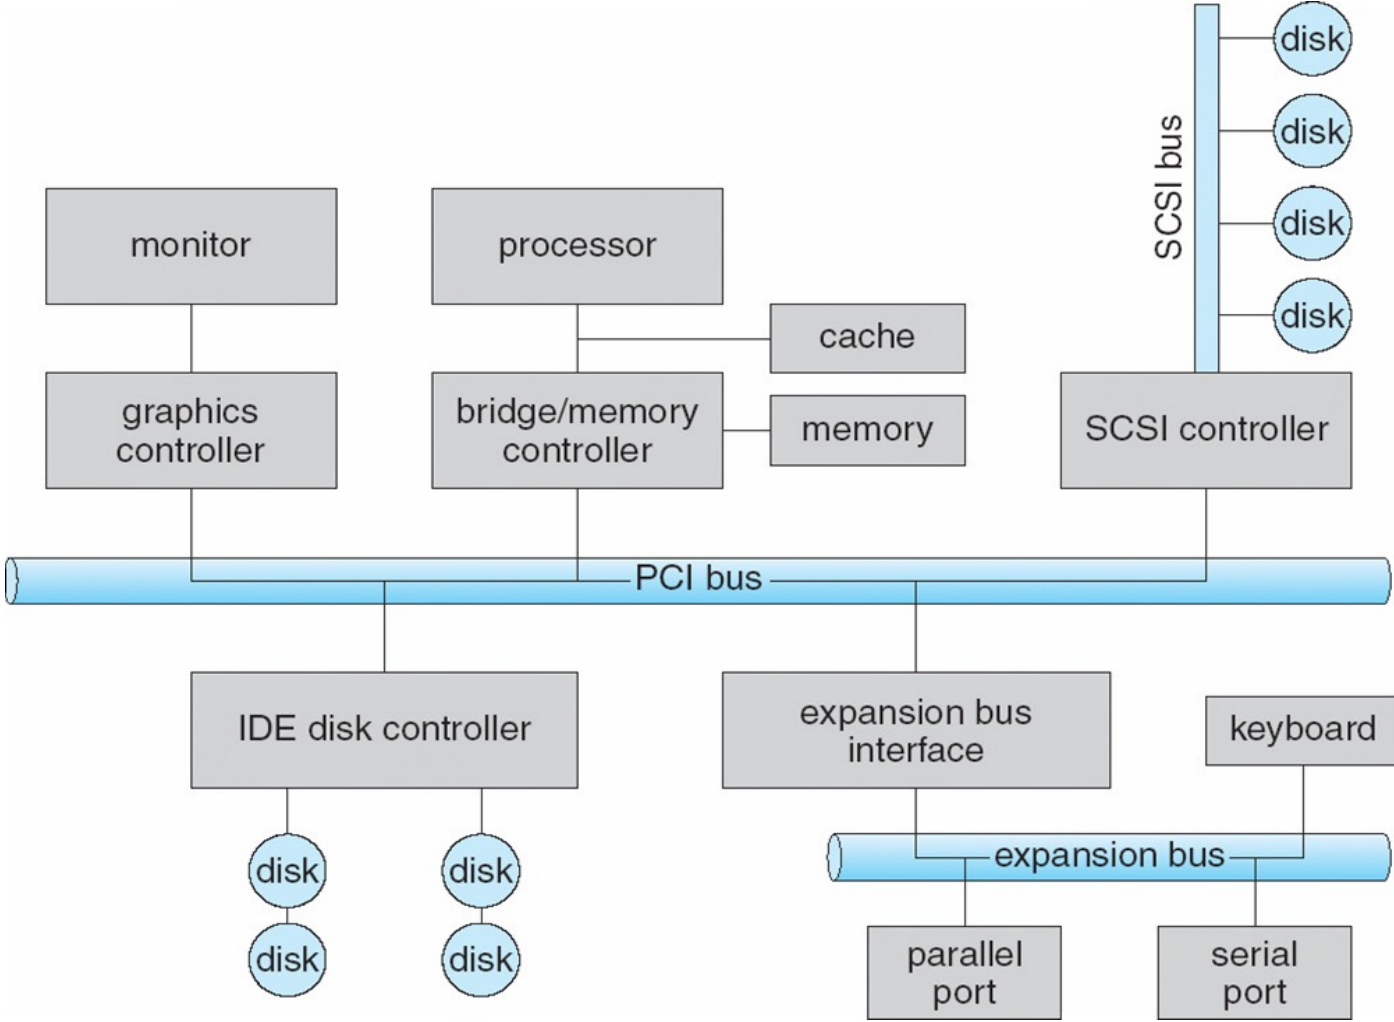 disk
disk
disk
disk
SCSI bus
monitor
processor
cache
graphics
controller
bridge/memory
controller
memory
SCSI controller
PCI bus
IDE disk controller
expansion bus
interface
keyboard
disk
disk
disk
disk
expansion bus
parallel
port
serial
port